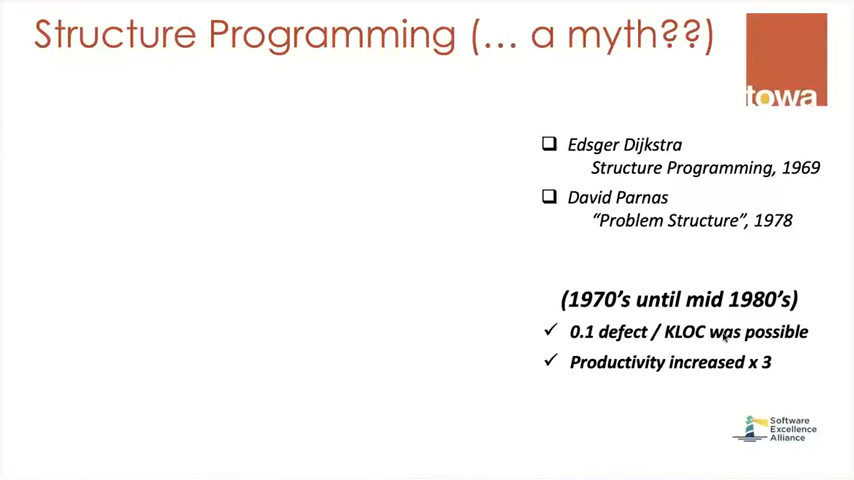 Structure Programming (… a myth??)
towa
Edsger Dijkstra
Structure Programming, 1969
David Parnas
“Problem Structure”, 1978
(1970’s until mid 1980’s)
0.1 defect / KLOC was possible
Productivity increased x 3
Software
Excellence
Alliance